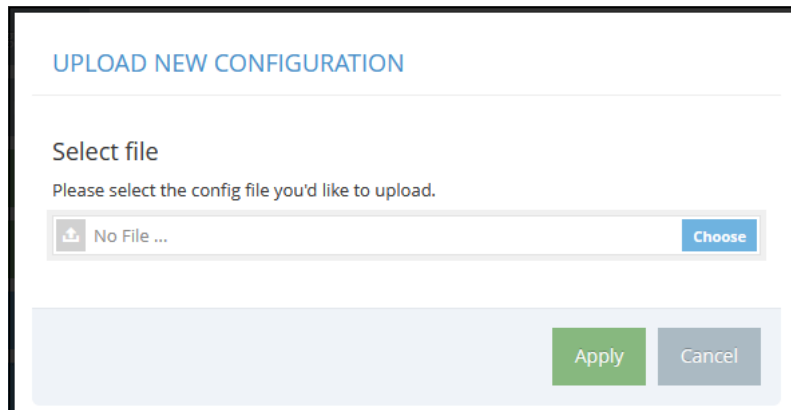 UPLOAD NEW CONFIGURATION
Select file
Please select the config file you'd like to upload.
No File ... Choose
Apply Cancel